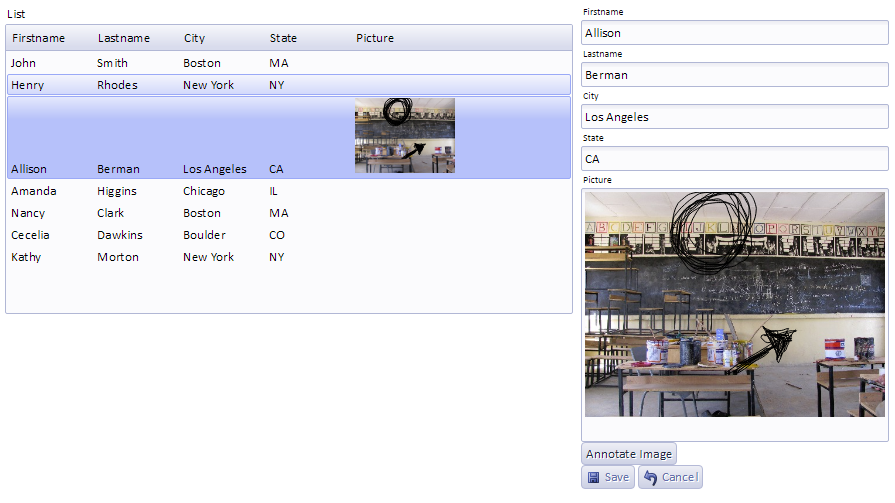 List
Firstname Lastname City State Picture
John Smith Boston MA
Henry Rhodes New York NY
Allison Berman Los Angeles CA
Amanda Higgins Chicago IL
Nancy Clark Boston MA
Cecelia Dawkins Boulder CO
Kathy Morton New York NY
Firstname
Allison
Lastname
Berman
City
Los Angeles
State
CA
Picture
A B C D E F G H I J K L M N O P Q R S T U V W X Y Z
Annotate Image
Save Cancel